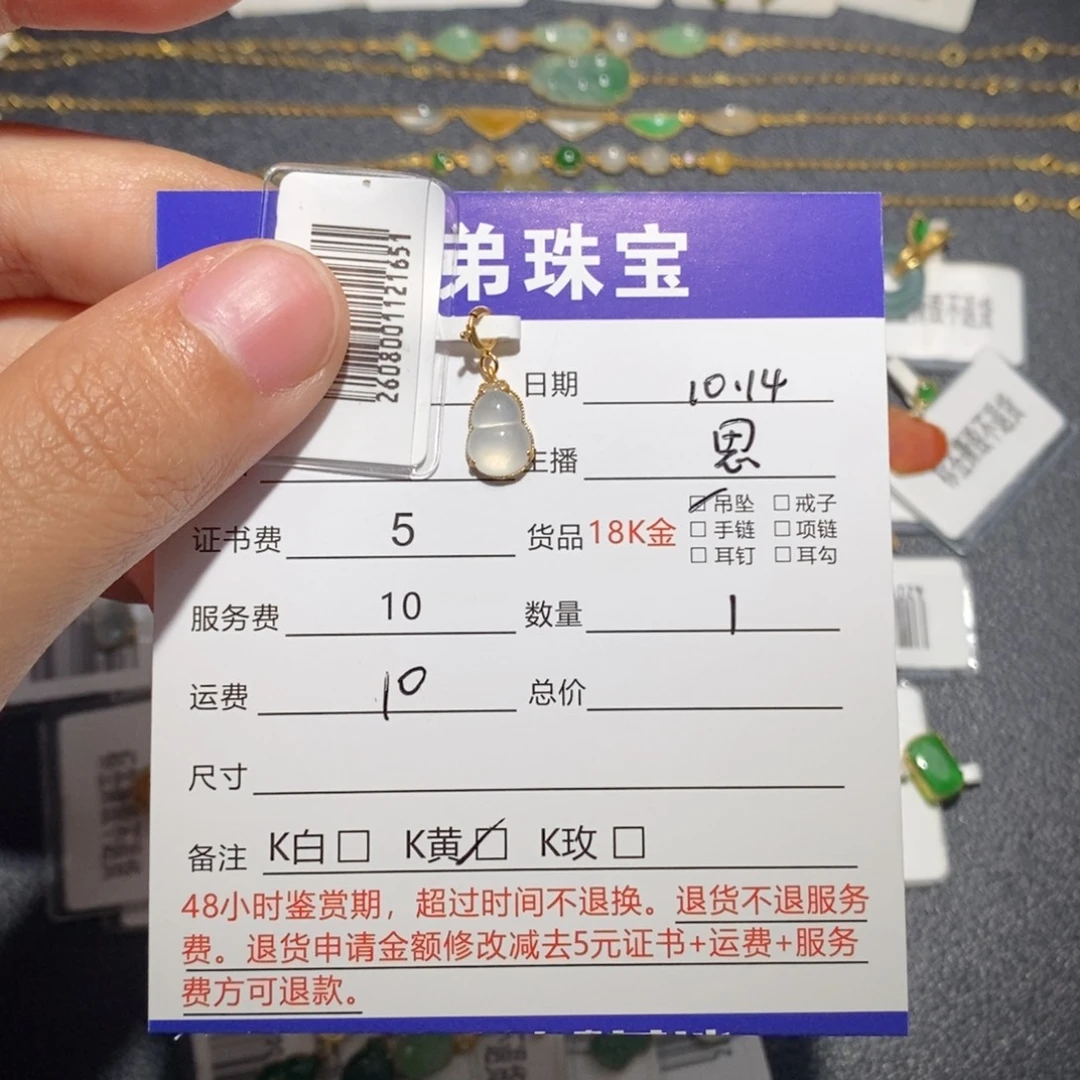 弟珠宝
2608001121651
日期 10.14
主播 恩
证书费 5 货品 18K金 吊坠 戒子
手链 项链
耳钉 耳勾
服务费 10 数量 1
运费 10 总价
尺寸
备注 K白 K黄 K玫
48小时鉴赏期，超过时间不退换。退货不退服务
费。退货申请金额修改减去5元证书+运费+服务
费方可退款。